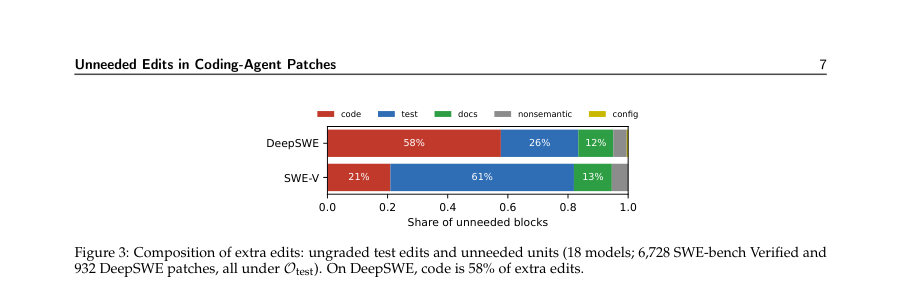 Unneeded Edits in Coding-Agent Patches 7
code test docs nonsemantic config
DeepSWE 58% 26% 12%
SWE-V 21% 61% 13%
0.0 0.2 0.4 0.6 0.8 1.0
Share of unneeded blocks
Figure 3: Composition of extra edits: ungraded test edits and unneeded units (18 models; 6,728 SWE-bench Verified and
932 DeepSWE patches, all under 𝒪test). On DeepSWE, code is 58% of extra edits.